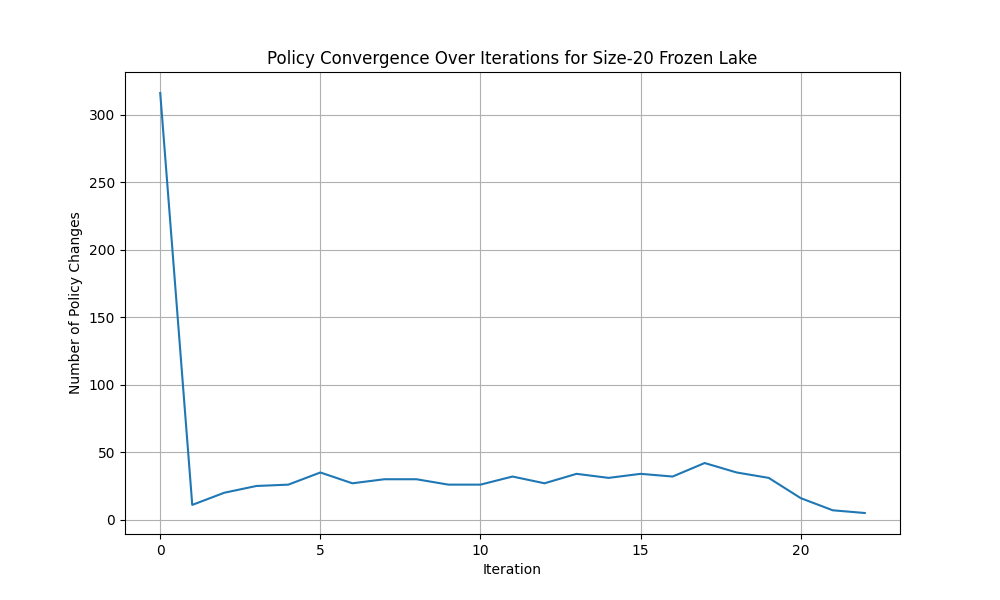 Policy Convergence Over Iterations for Size-20 Frozen Lake
Number of Policy Changes
300
250
200
150
100
50
0
0 5 10 15 20
Iteration